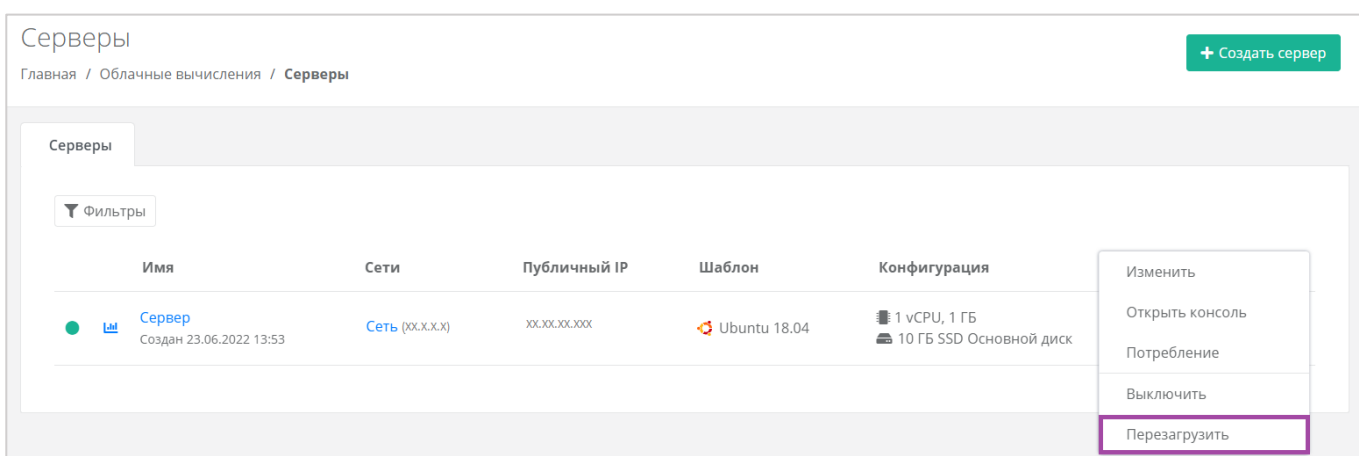 Серверы
+ Создать сервер
Главная / Облачные вычисления / Серверы
Серверы
Фильтры
Имя Сети Публичный IP Шаблон Конфигурация
Сервер
Создан 23.06.2022 13:53
Сеть (XX.X.X.X)
XX.XX.XX.XXX
Ubuntu 18.04
1 vCPU, 1 ГБ
10 ГБ SSD Основной диск
Изменить
Открыть консоль
Потребление
Выключить
Перезагрузить